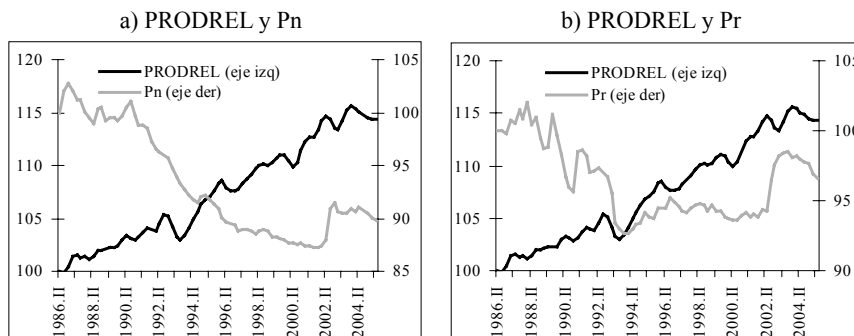 a) PRODREL y Pn
120
115
110
105
100
105
100
95
90
85
PRODREL (eje izq)
Pn (eje der)
1986.II
1988.II
1990.II
1992.II
1994.II
1996.II
1998.II
2000.II
2002.II
2004.II
b) PRODREL y Pr
120
115
110
105
100
105
100
95
90
PRODREL (eje izq)
Pr (eje der)
1986.II
1988.II
1990.II
1992.II
1994.II
1996.II
1998.II
2000.II
2002.II
2004.II